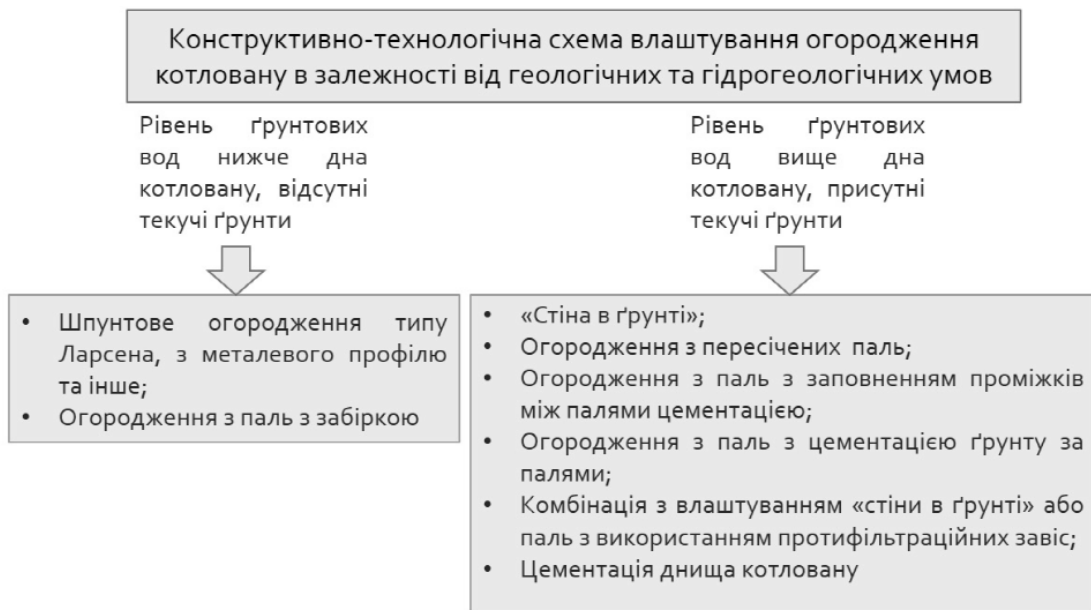 Конструктивно-технологічна схема влаштування огородження
котловану в залежності від геологічних та гідрогеологічних умов
Рівень ґрунтових
вод нижче дна
котловану, відсутні
текучі ґрунти
Рівень ґрунтових
вод вище дна
котловану, присутні
текучі ґрунти
• Шпунтове огородження типу
Ларсена, з металевого профілю
та інше;
• Огородження з паль з забіркою
• «Стіна в ґрунті»;
• Огородження з пересічених паль;
• Огородження з паль з заповненням проміжків
між палями цементацією;
• Огородження з паль з цементацією ґрунту за
палями;
• Комбінація з влаштуванням «стіни в ґрунті» або
паль з використанням протифільтраційних завіс;
• Цементація днища котловану